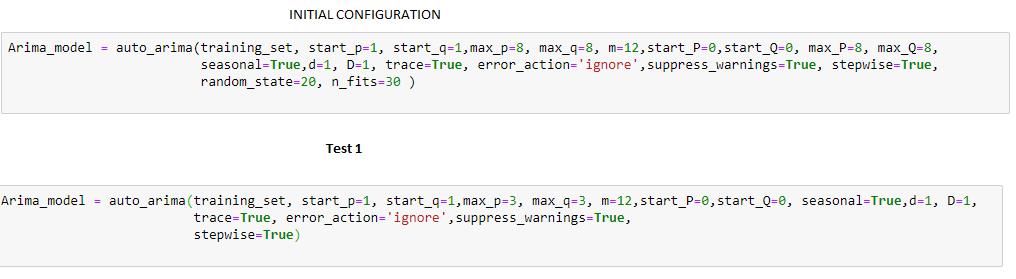 INITIAL CONFIGURATION
Arima_model = auto_arima(training_set, start_p=1, start_q=1,max_p=8, max_q=8, m=12,start_P=0,start_Q=0, max_P=8, max_Q=8,
seasonal=True,d=1, D=1, trace=True, error_action='ignore',suppress_warnings=True, stepwise=True,
random_state=20, n_fits=30 )
Test 1
Arima_model = auto_arima(training_set, start_p=1, start_q=1,max_p=3, max_q=3, m=12,start_P=0,start_Q=0, seasonal=True,d=1, D=1,
trace=True, error_action='ignore',suppress_warnings=True,
stepwise=True)